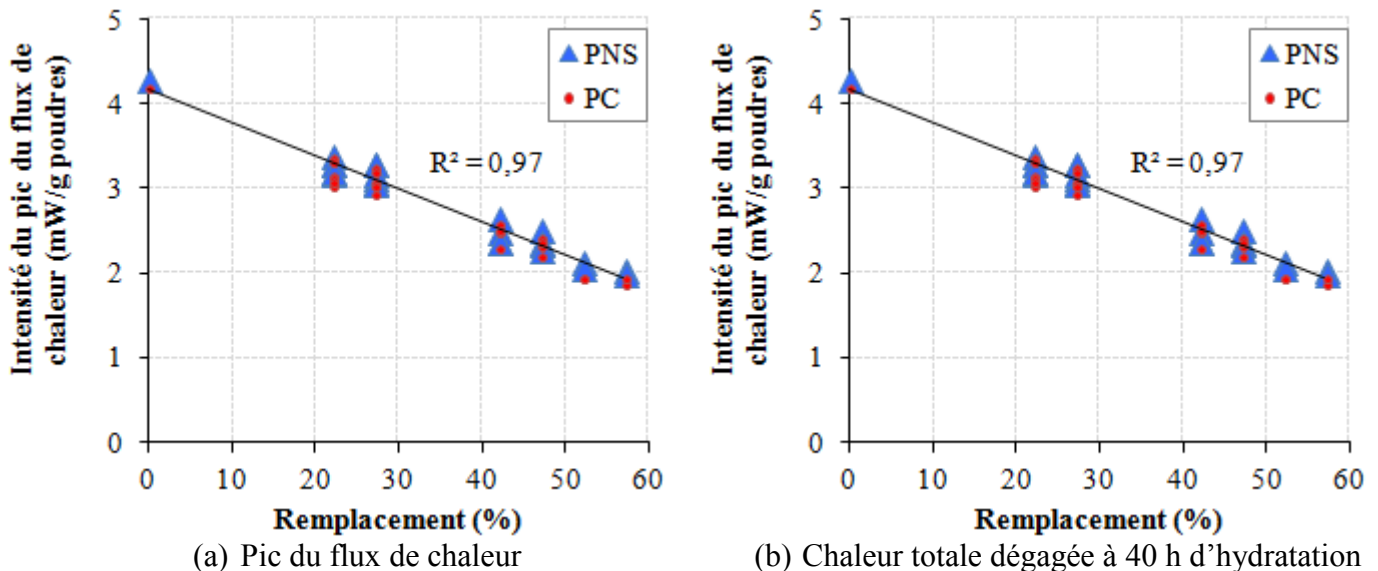 Intensité du pic du flux de
chaleur (mW/g poudres)
5
4
3
2
1
0
PNS
PC
R² = 0,97
0 10 20 30 40 50 60
Remplacement (%)
(a) Pic du flux de chaleur
Intensité du pic du flux de
chaleur (mW/g poudres)
5
4
3
2
1
0
PNS
PC
R² = 0,97
0 10 20 30 40 50 60
Remplacement (%)
(b) Chaleur totale dégagée à 40 h d’hydratation